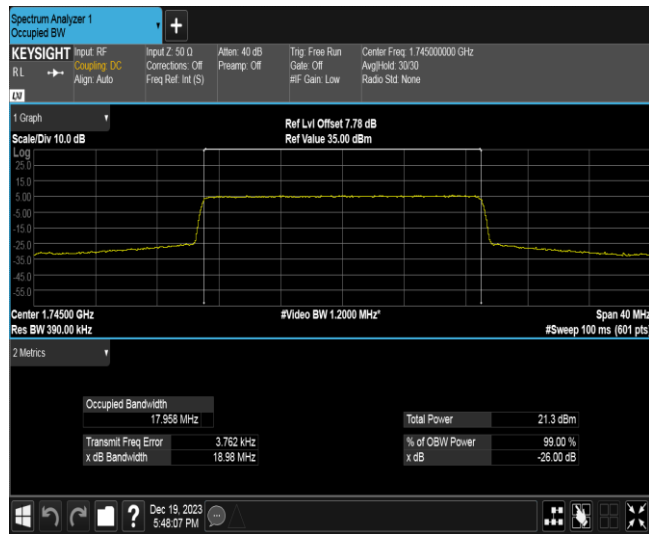 Spectrum Analyzer 1
Occupied BW
+
KEYSIGHT Input: RF Input Z: 50 Ω Atten: 40 dB Trig: Free Run Center Freq: 1.745000000 GHz
RL Coupling: DC Corrections: Off Preamp: Off Gate: Off Avg|Hold: 30/30
Align: Auto Freq Ref: Int (S) #IF Gain: Low Radio Std: None
LXI
1 Graph
Scale/Div 10.0 dB
Ref Lvl Offset 7.78 dB
Ref Value 35.00 dBm
Log
25.0
15.0
5.00
-5.00
-15.0
-25.0
-35.0
-45.0
-55.0
Center 1.74500 GHz #Video BW 1.2000 MHz* Span 40 MHz
Res BW 390.00 kHz #Sweep 100 ms (601 pts)
2 Metrics
Occupied Bandwidth
17.958 MHz
Total Power 21.3 dBm
Transmit Freq Error 3.762 kHz % of OBW Power 99.00 %
x dB Bandwidth 18.98 MHz x dB -26.00 dB
?
Dec 19, 2023
5:48:07 PM